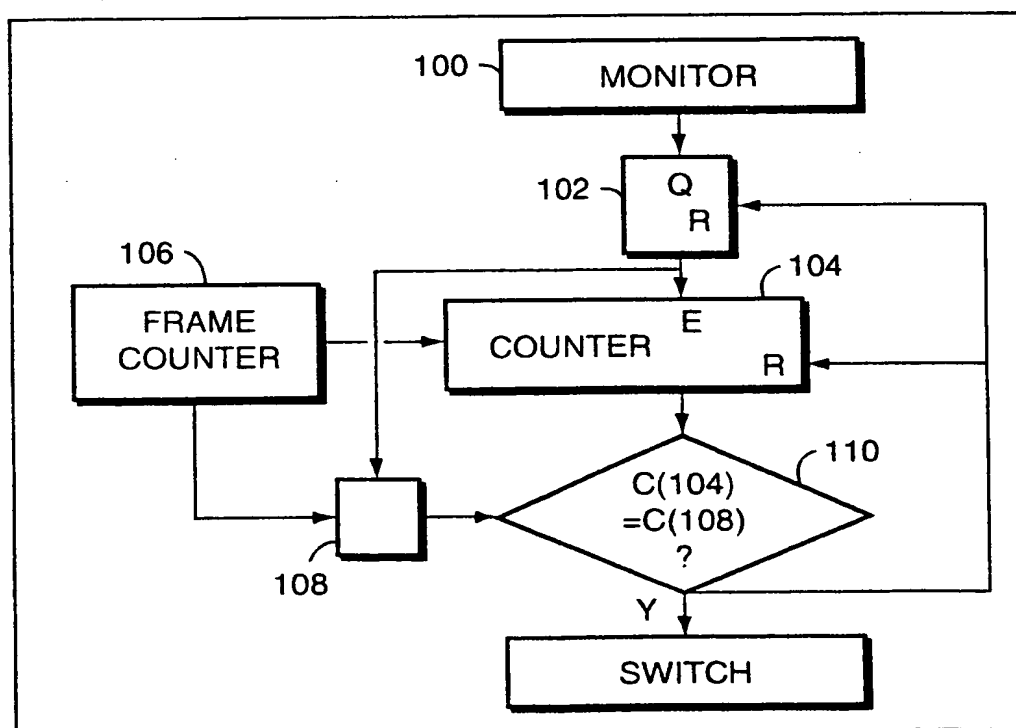 100
MONITOR
102
Q
R
106
104
FRAME
COUNTER
E
COUNTER
R
110
C(104)
=C(108)
?
108
Y
SWITCH